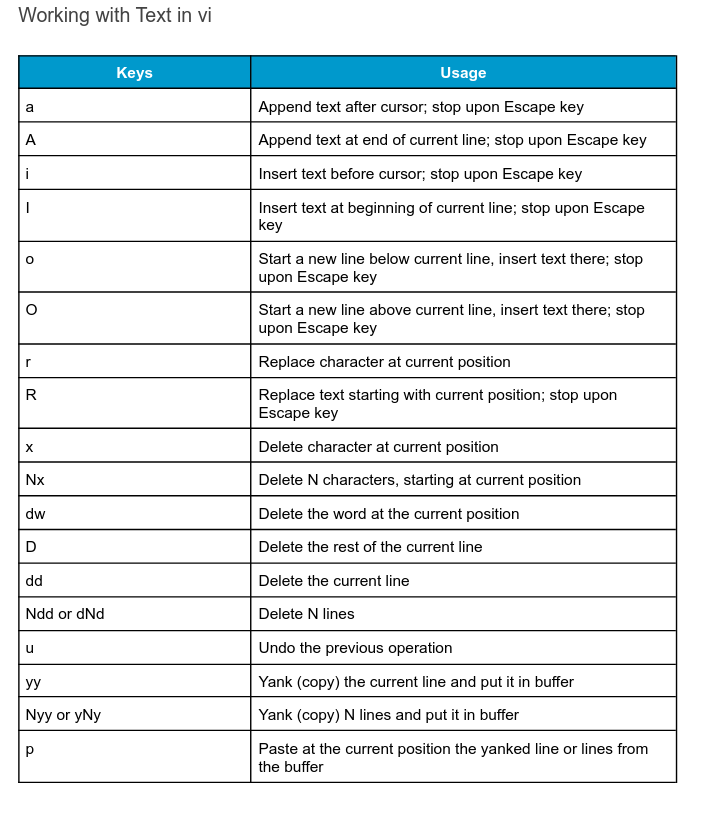 Working with Text in vi
Keys Usage
a Append text after cursor; stop upon Escape key
A Append text at end of current line; stop upon Escape key
i Insert text before cursor; stop upon Escape key
I Insert text at beginning of current line; stop upon Escape
key
o Start a new line below current line, insert text there; stop
upon Escape key
O Start a new line above current line, insert text there; stop
upon Escape key
r Replace character at current position
R Replace text starting with current position; stop upon
Escape key
x Delete character at current position
Nx Delete N characters, starting at current position
dw Delete the word at the current position
D Delete the rest of the current line
dd Delete the current line
Ndd or dNd Delete N lines
u Undo the previous operation
yy Yank (copy) the current line and put it in buffer
Nyy or yNy Yank (copy) N lines and put it in buffer
p Paste at the current position the yanked line or lines from
the buffer